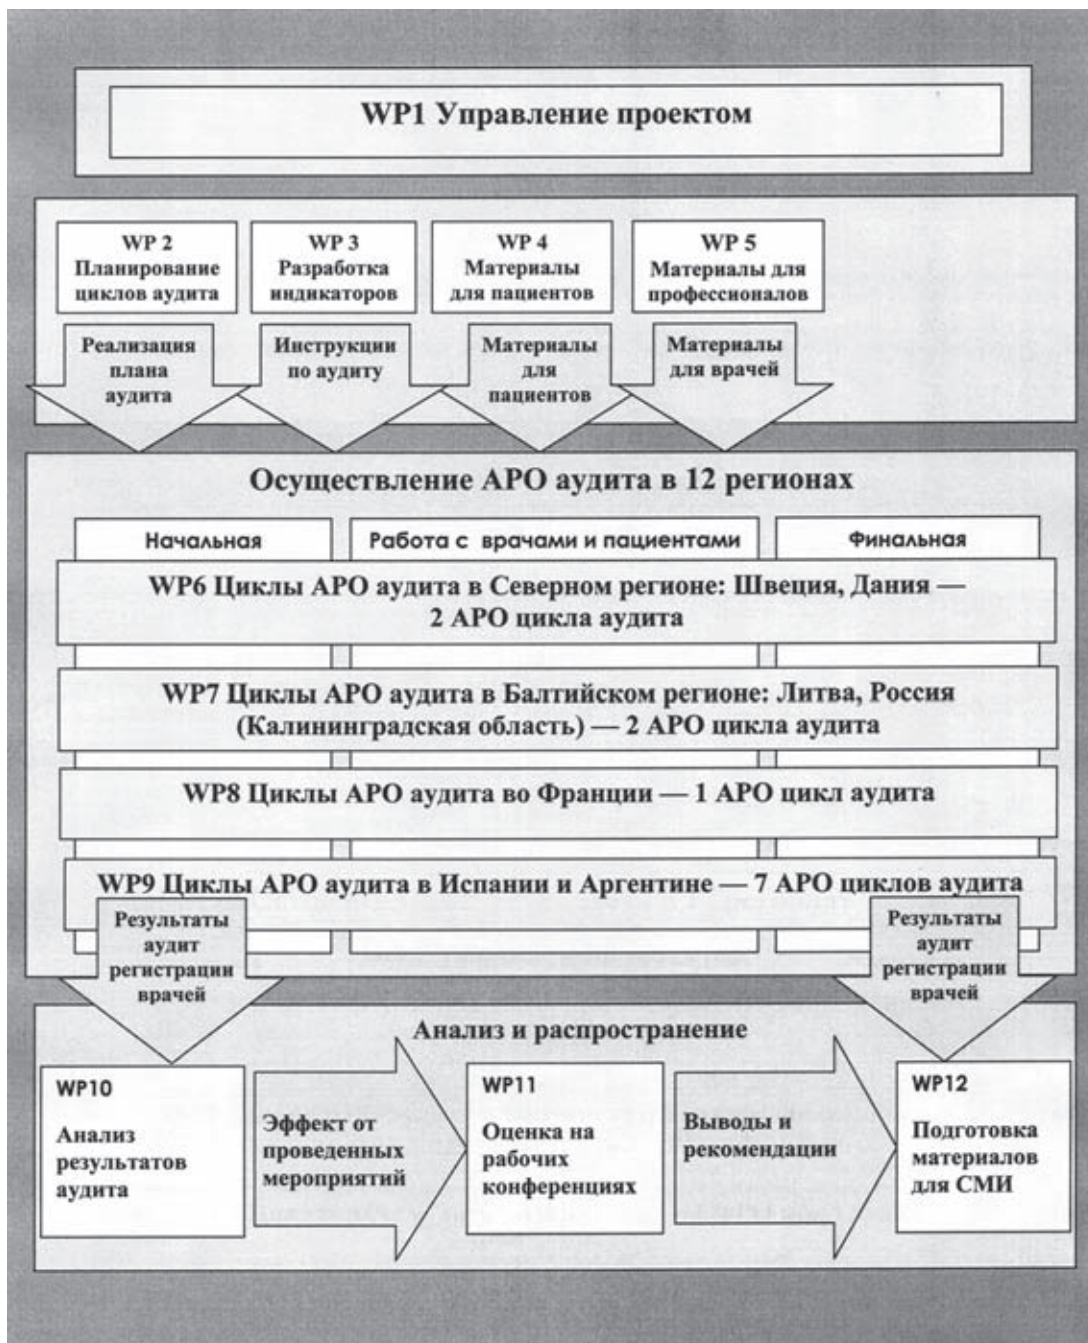 WP1 Управление проектом
WP 2
Планирование
циклов аудита
WP 3
Разработка
индикаторов
WP 4
Материалы
для пациентов
WP 5
Материалы для
профессионалов
Реализация
плана
аудита
Инструкции
по аудиту
Материалы
для
пациентов
Материалы
для врачей
Осуществление АРО аудита в 12 регионах
Начальная
Работа с врачами и пациентами
Финальная
WP6 Циклы АРО аудита в Северном регионе: Швеция, Дания —
2 АРО цикла аудита
WP7 Циклы АРО аудита в Балтийском регионе: Литва, Россия
(Калининградская область) — 2 АРО цикла аудита
WP8 Циклы АРО аудита во Франции — 1 АРО цикл аудита
WP9 Циклы АРО аудита в Испании и Аргентине — 7 АРО циклов аудита
Результаты
аудит
регистрации
врачей
Результаты
аудит
регистрации
врачей
Анализ и распространение
WP10
Анализ
результатов
аудита
Эффект от
проведенных
мероприятий
WP11
Оценка на
рабочих
конференциях
Выводы и
рекомендации
WP12
Подготовка
материалов
для СМИ